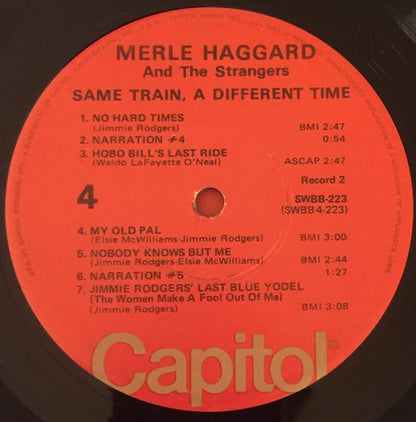 MERLE HAGGARD
And The Strangers
SAME TRAIN, A DIFFERENT TIME
1. NO HARD TIMES
(Jimmie Rodgers) BMI 2:47
2. NARRATION #4 0:54
3. HOBO BILL'S LAST RIDE
(Waldo LaFayette O'Neal) ASCAP 2:47
Record 2
4
SWBB-223
(SWBB4-223)
4. MY OLD PAL
(Elsie McWilliams-Jimmie Rodgers) BMI 3:00
5. NOBODY KNOWS BUT ME
(Jimmie Rodgers-Elsie McWilliams) BMI 2:44
6. NARRATION #5 1:27
7. JIMMIE RODGERS' LAST BLUE YODEL
(The Women Make A Fool Out Of Me)
(Jimmie Rodgers) BMI 3:08
Capitol®